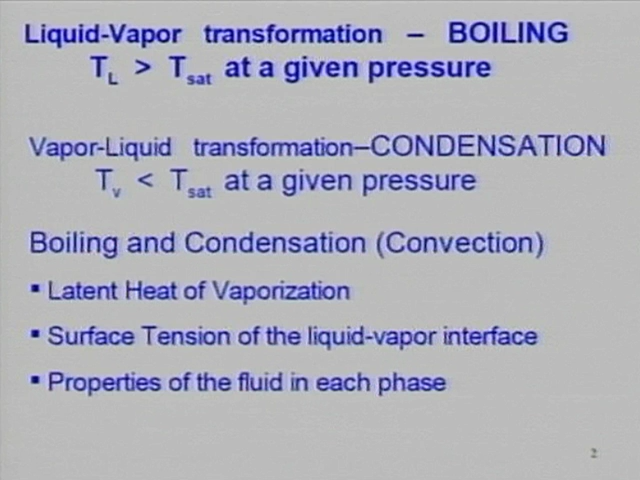 Liquid-Vapor transformation – BOILING
TL > Tsat at a given pressure
Vapor-Liquid transformation–CONDENSATION
Tv < Tsat at a given pressure
Boiling and Condensation (Convection)
▪ Latent Heat of Vaporization
▪ Surface Tension of the liquid-vapor interface
▪ Properties of the fluid in each phase
2